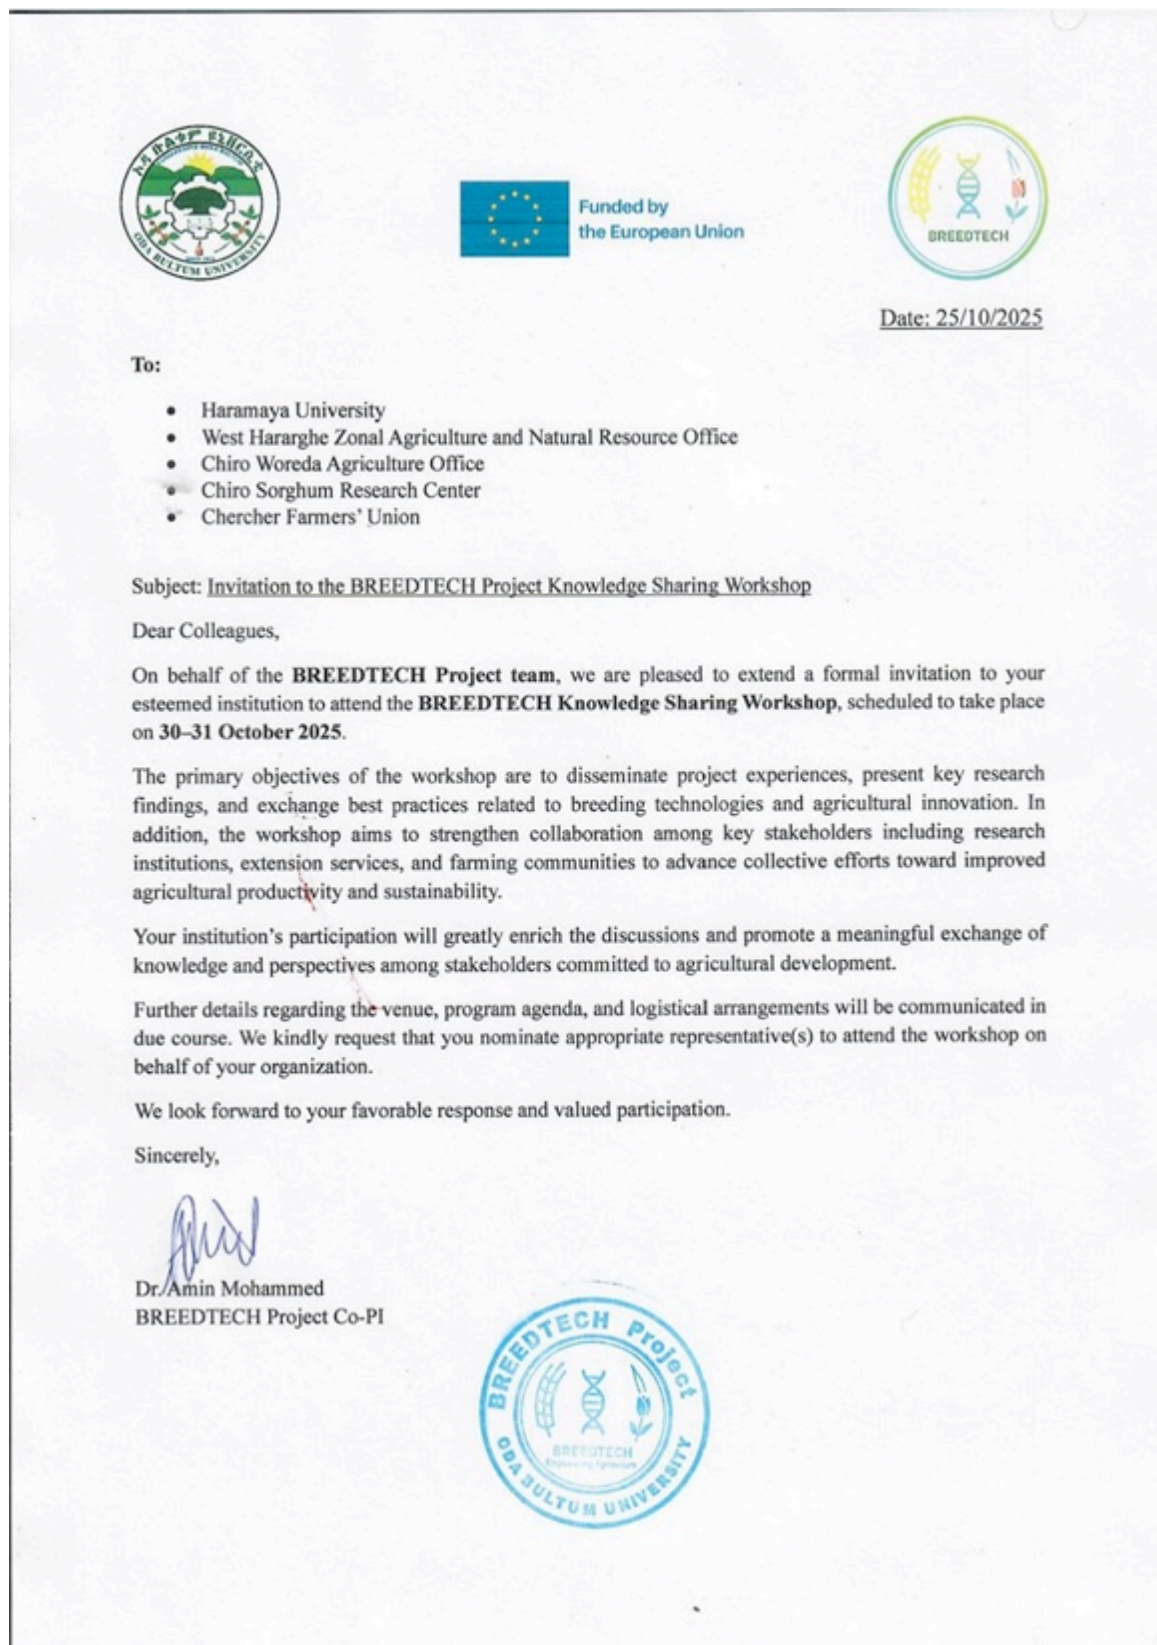 ኦዳ ቡልቱም ዩኒቨርሲቲ
ODA BULTUM UNIVERSITY
Funded by
the European Union
BREEDTECH
Date: 25/10/2025
To:
• Haramaya University
• West Hararghe Zonal Agriculture and Natural Resource Office
• Chiro Woreda Agriculture Office
• Chiro Sorghum Research Center
• Chercher Farmers' Union
Subject: Invitation to the BREEDTECH Project Knowledge Sharing Workshop
Dear Colleagues,
On behalf of the BREEDTECH Project team, we are pleased to extend a formal invitation to your
esteemed institution to attend the BREEDTECH Knowledge Sharing Workshop, scheduled to take place
on 30–31 October 2025.
The primary objectives of the workshop are to disseminate project experiences, present key research
findings, and exchange best practices related to breeding technologies and agricultural innovation. In
addition, the workshop aims to strengthen collaboration among key stakeholders including research
institutions, extension services, and farming communities to advance collective efforts toward improved
agricultural productivity and sustainability.
Your institution's participation will greatly enrich the discussions and promote a meaningful exchange of
knowledge and perspectives among stakeholders committed to agricultural development.
Further details regarding the venue, program agenda, and logistical arrangements will be communicated in
due course. We kindly request that you nominate appropriate representative(s) to attend the workshop on
behalf of your organization.
We look forward to your favorable response and valued participation.
Sincerely,
Dr. Amin Mohammed
BREEDTECH Project Co-PI
BREEDTECH Project
BREEDTECH
Empowering Agriculture
ODA BULTUM UNIVERSITY